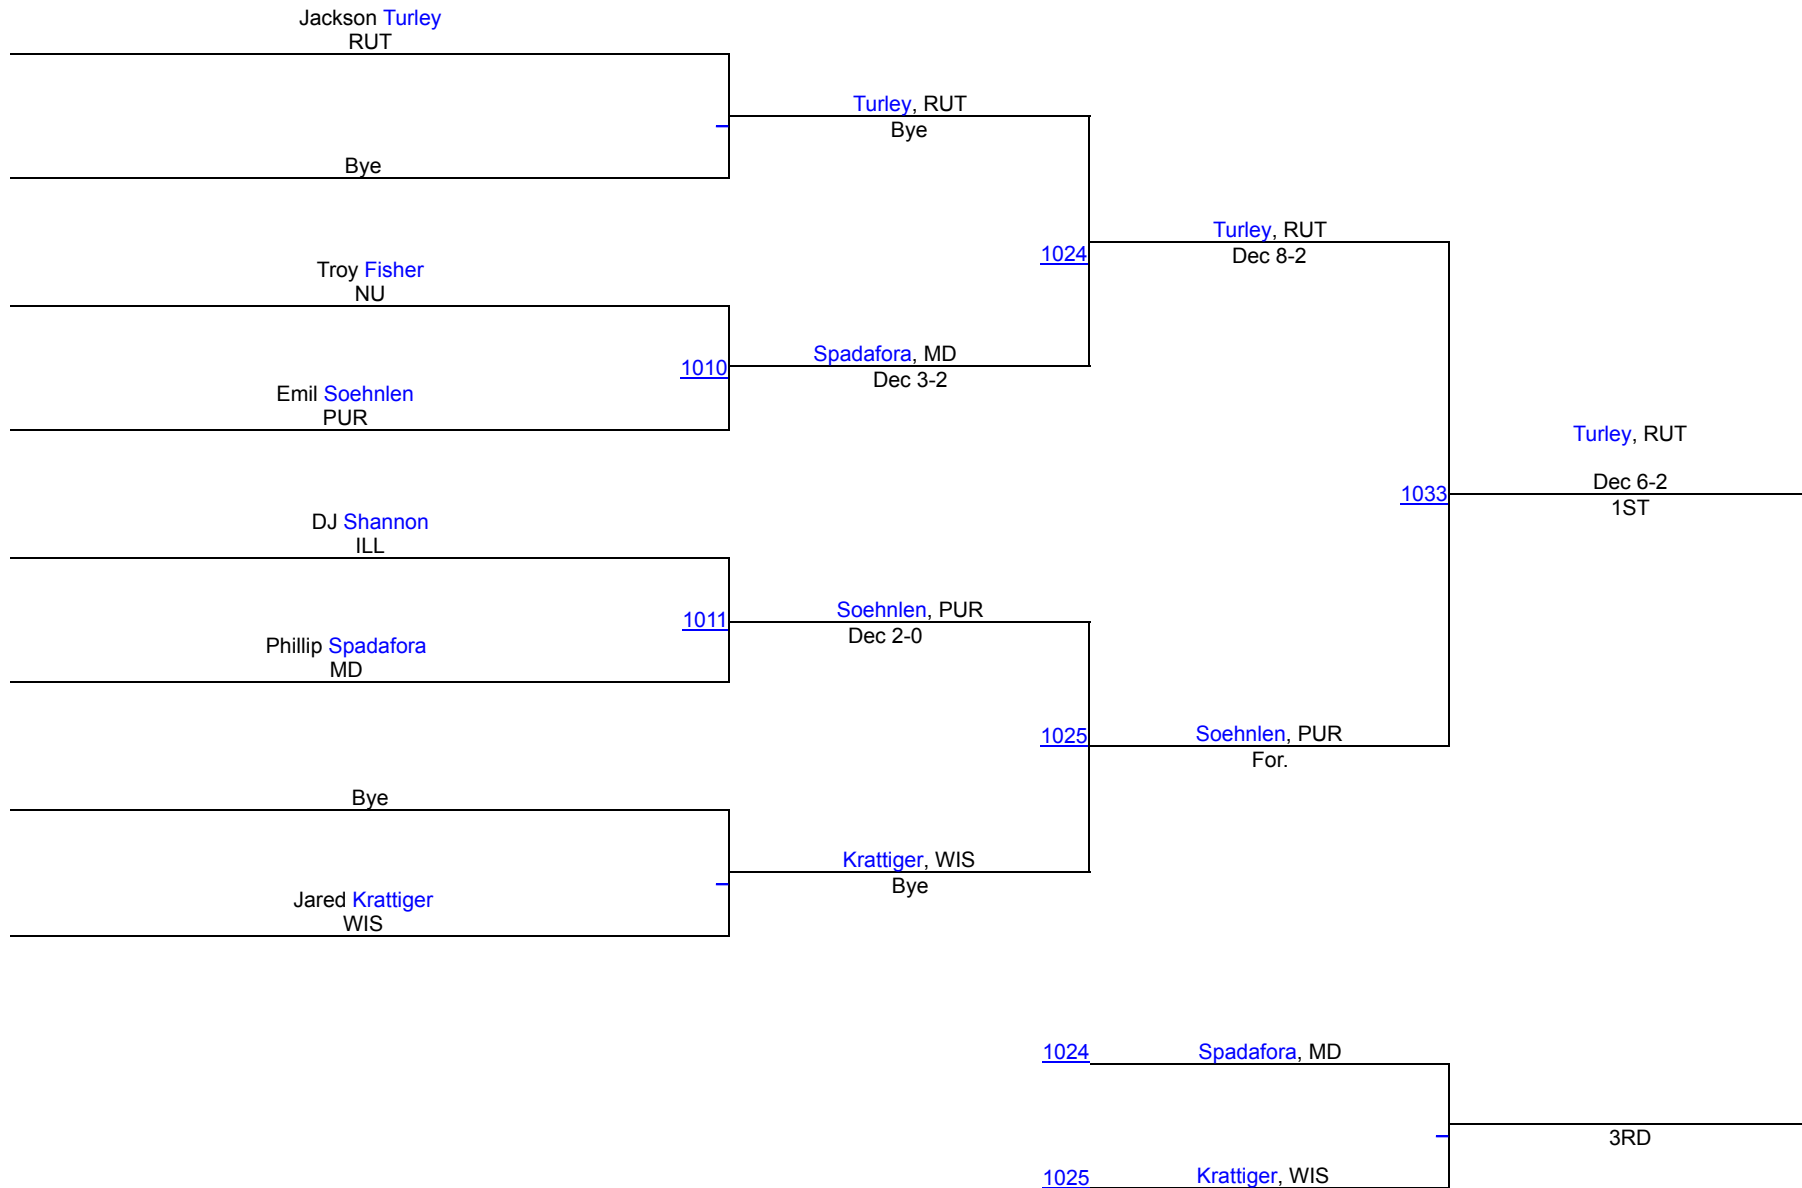 Jackson Turley
RUT
Turley, RUT
Bye
Bye
Turley, RUT
1024
Dec 8-2
Troy Fisher
NU
Spadafora, MD
1010
Dec 3-2
Emil Soehnlen
PUR
Turley, RUT
Dec 6-2
1033
1ST
DJ Shannon
ILL
Soehnlen, PUR
1011
Dec 2-0
Phillip Spadafora
MD
Soehnlen, PUR
1025
For.
Bye
Krattiger, WIS
Bye
Jared Krattiger
WIS
1024
Spadafora, MD
3RD
1025
Krattiger, WIS